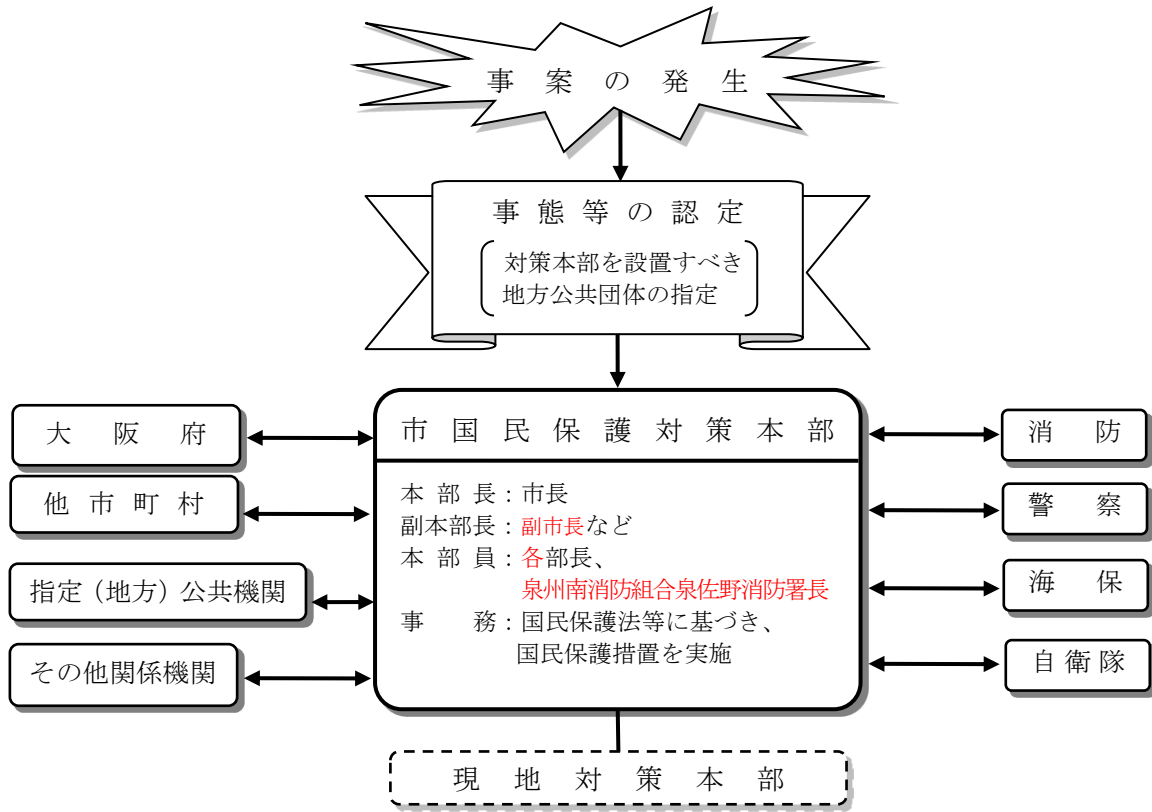 事案の発生
事態等の認定
対策本部を設置すべき
地方公共団体の指定
市国民保護対策本部
本部長：市長
副本部長：副市長など
本部員：各部長、
泉州南消防組合泉佐野消防署長
事務：国民保護法等に基づき、
国民保護措置を実施
大阪府
他市町村
指定（地方）公共機関
その他関係機関
消防
警察
海保
自衛隊
現地対策本部